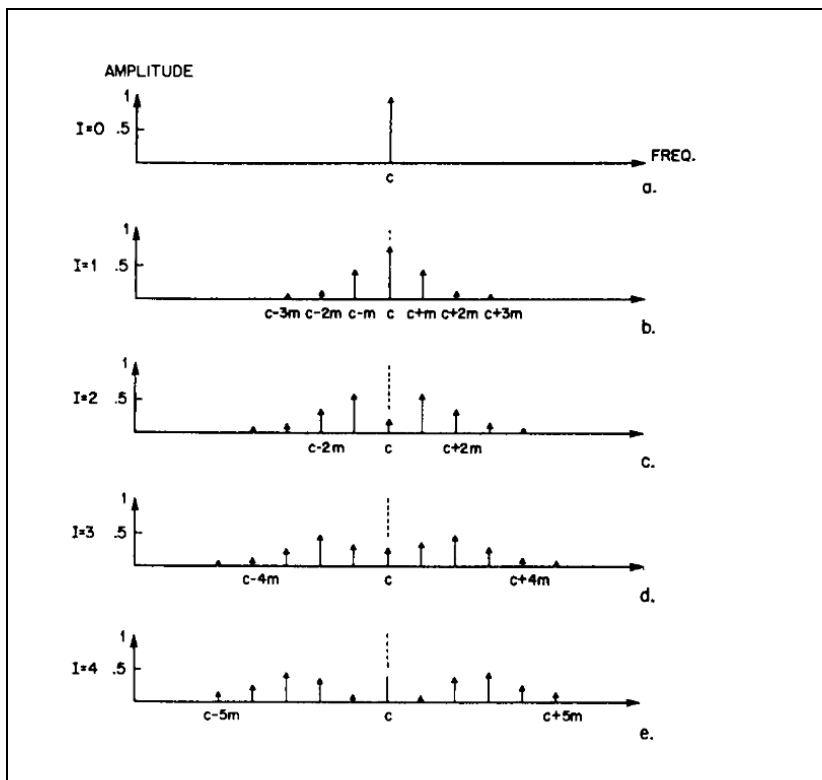 AMPLITUDE
1
I=0 .5
FREQ.
c
a.
1
I=1 .5
c-3m c-2m c-m c c+m c+2m c+3m
b.
1
I=2 .5
c-2m c c+2m
c.
1
I=3 .5
c-4m c c+4m
d.
1
I=4 .5
c-5m c c+5m
e.